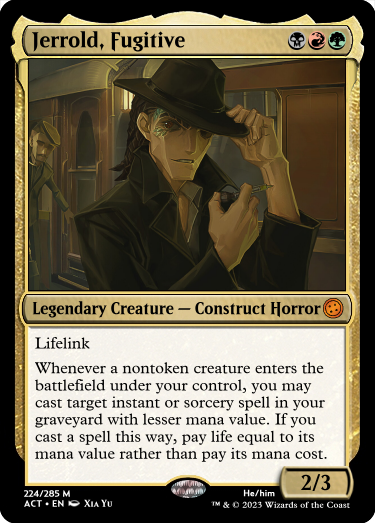 Jerrold, Fugitive
Legendary Creature — Construct Horror
Lifelink
Whenever a nontoken creature enters the
battlefield under your control, you may
cast target instant or sorcery spell in your
graveyard with lesser mana value. If you
cast a spell this way, pay life equal to its
mana value rather than pay its mana cost.
2/3
224/285 M
He/him
ACT • EN Xia Yu
™ & © 2023 Wizards of the Coast